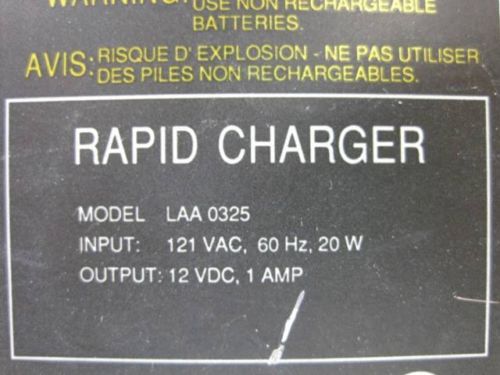 WARNING:
USE NON RECHARGEABLE
BATTERIES.
AVIS: RISQUE D'EXPLOSION - NE PAS UTILISER
DES PILES NON RECHARGEABLES.
RAPID CHARGER
MODEL LAA 0325
INPUT: 121 VAC, 60 Hz, 20 W
OUTPUT: 12 VDC, 1 AMP